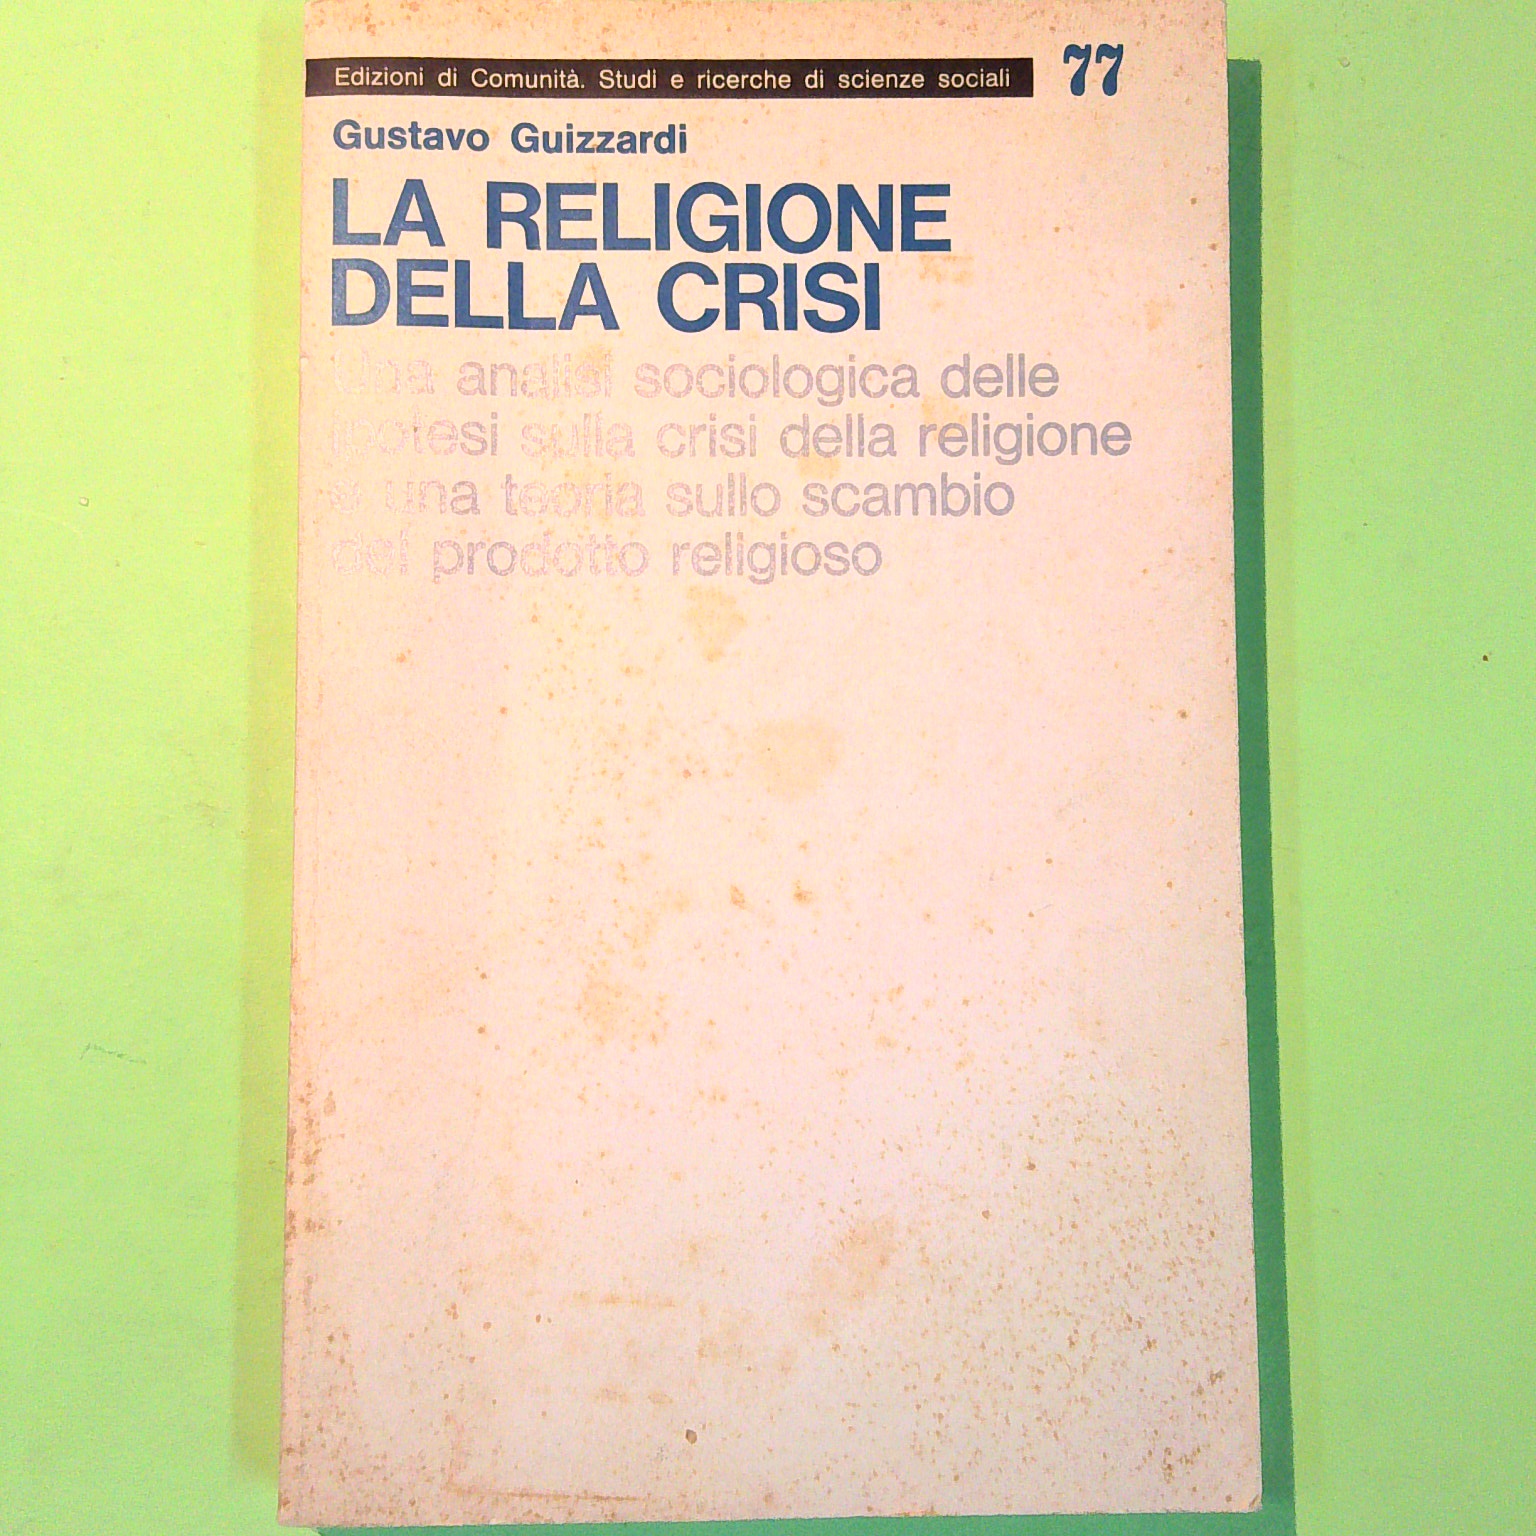 Edizioni di Comunità. Studi e ricerche di scienze sociali 77
Gustavo Guizzardi
LA RELIGIONE
DELLA CRISI
Una analisi sociologica delle
ipotesi sulla crisi della religione
e una teoria sullo scambio
del prodotto religioso